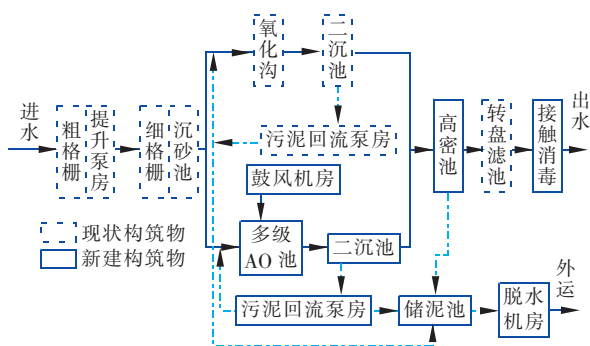 进水
粗格栅
提升泵房
细格栅
沉砂池
氧化沟
二沉池
污泥回流泵房
鼓风机房
多级
AO池
二沉池
污泥回流泵房
储泥池
高密池
转盘滤池
接触消毒
出水
脱水
机房
外运
现状构筑物
新建构筑物